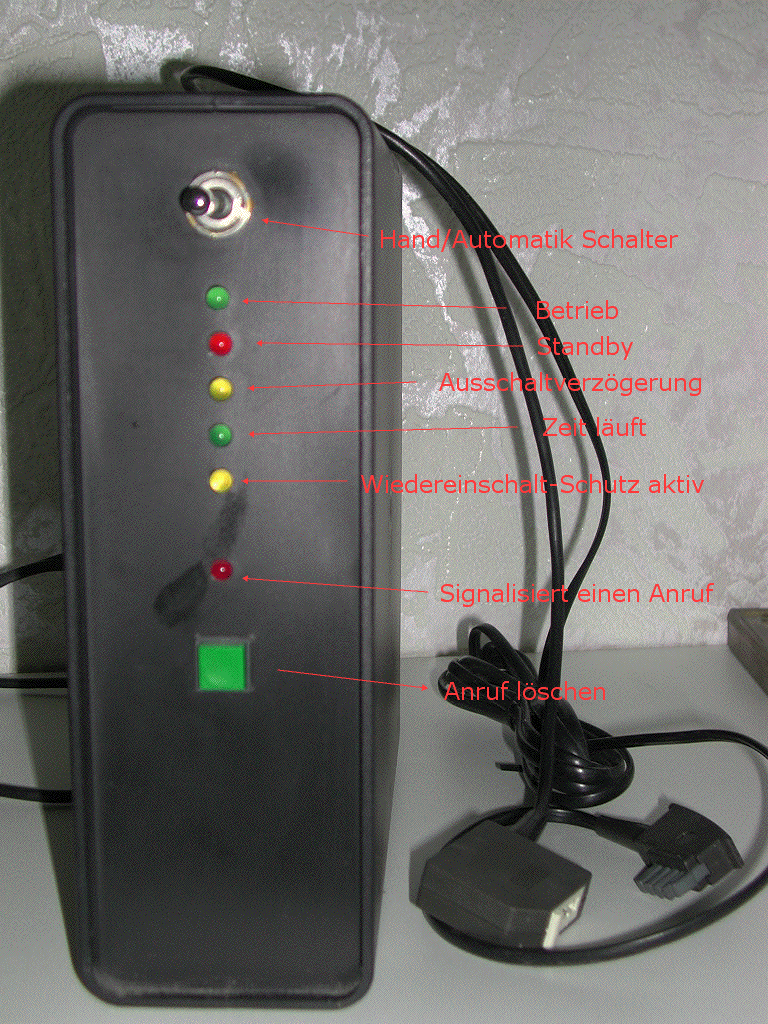 Hand/Automatik Schalter
Betrieb
Standby
Ausschaltverzögerung
Zeit läuft
Wiedereinschalt-Schutz aktiv
Signalisiert einen Anruf
Anruf löschen